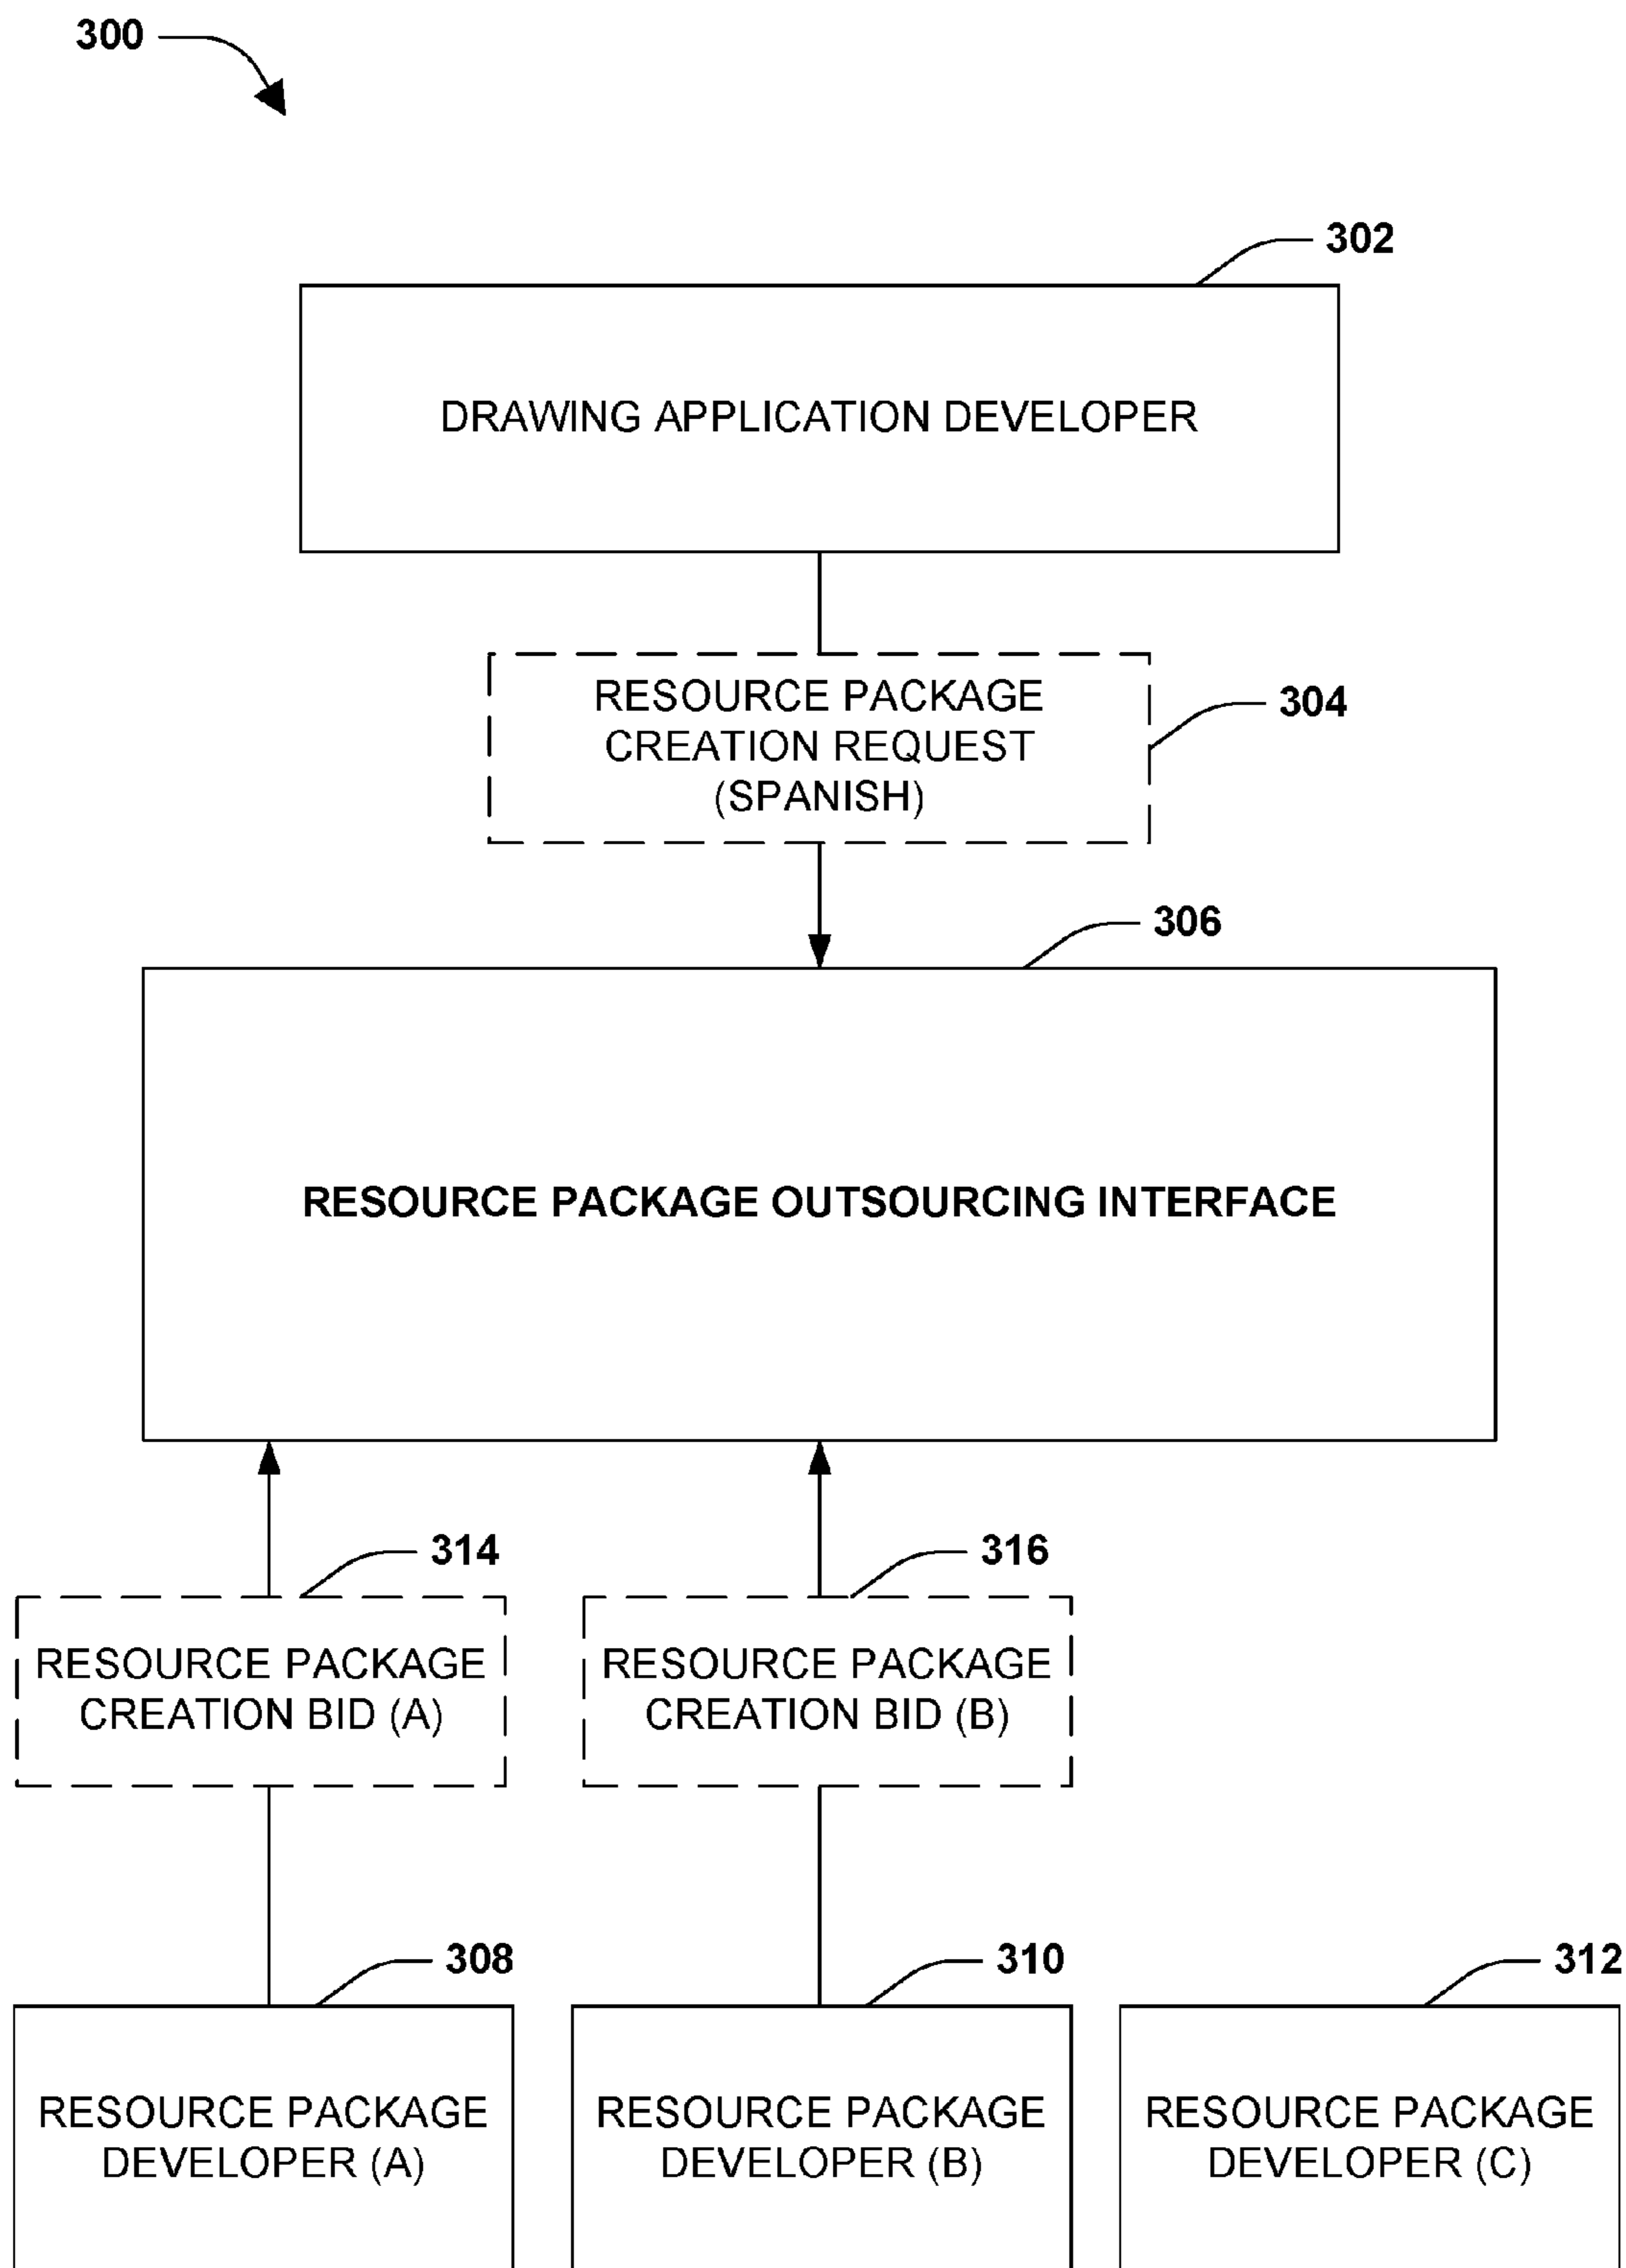 300
302
DRAWING APPLICATION DEVELOPER
RESOURCE PACKAGE
CREATION REQUEST
(SPANISH)
304
306
RESOURCE PACKAGE OUTSOURCING INTERFACE
314
316
RESOURCE PACKAGE
CREATION BID (A)
RESOURCE PACKAGE
CREATION BID (B)
308
310
312
RESOURCE PACKAGE
DEVELOPER (A)
RESOURCE PACKAGE
DEVELOPER (B)
RESOURCE PACKAGE
DEVELOPER (C)